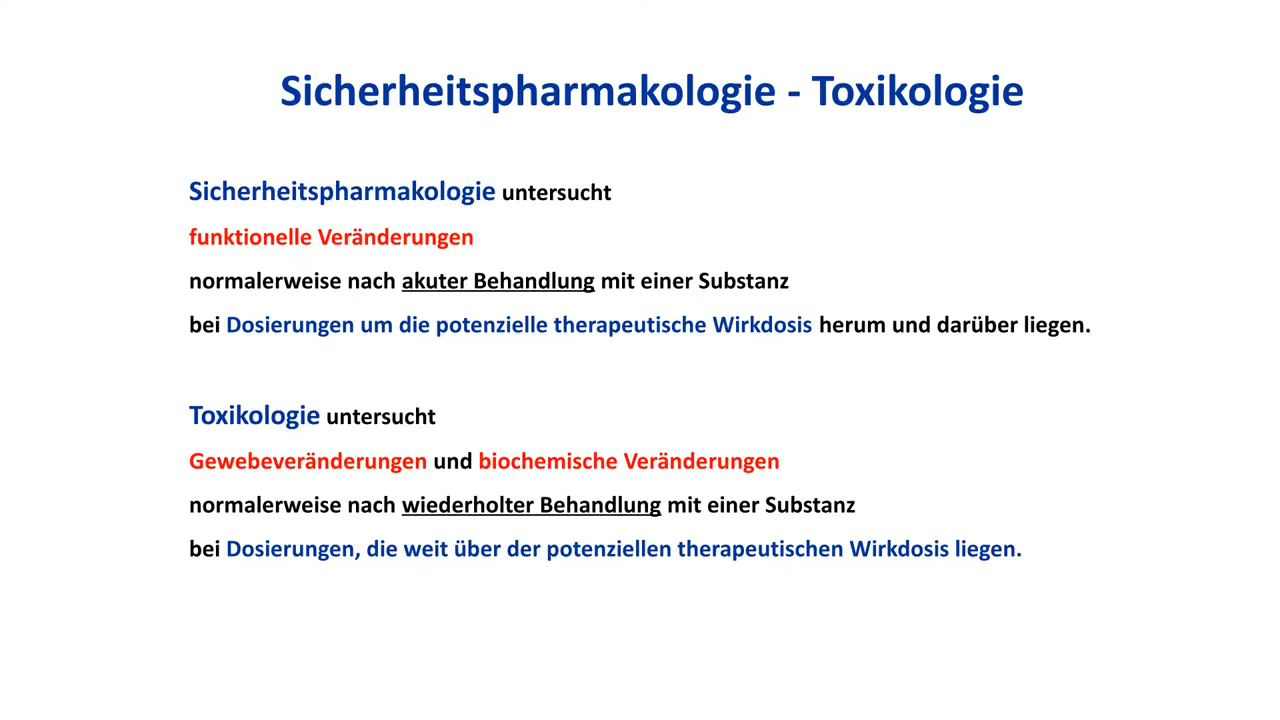 Sicherheitspharmakologie - Toxikologie
Sicherheitspharmakologie untersucht
funktionelle Veränderungen
normalerweise nach akuter Behandlung mit einer Substanz
bei Dosierungen um die potenzielle therapeutische Wirkdosis herum und darüber liegen.
Toxikologie untersucht
Gewebeveränderungen und biochemische Veränderungen
normalerweise nach wiederholter Behandlung mit einer Substanz
bei Dosierungen, die weit über der potenziellen therapeutischen Wirkdosis liegen.